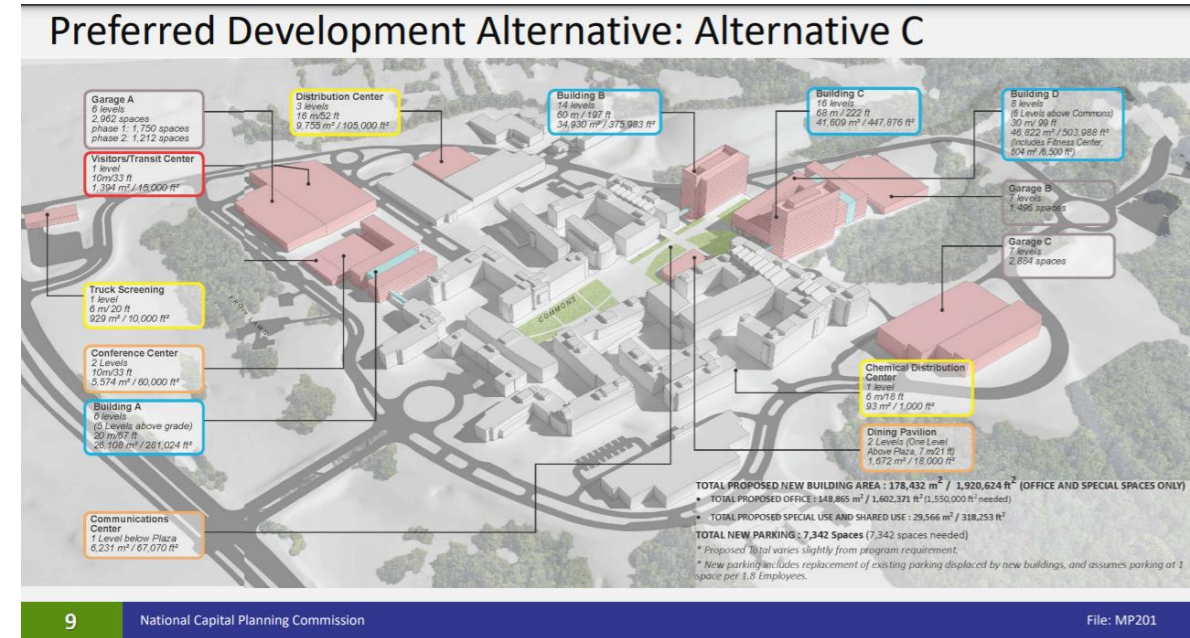 Preferred Development Alternative: Alternative C
Garage A
6 levels
2,962 spaces
phase 1: 1,750 spaces
phase 2: 1,212 spaces
Visitors/Transit Center
1 level
10m/33 ft
1,394 m² / 15,000 ft²
Distribution Center
3 levels
16 m/52 ft
9,755 m² / 105,000 ft²
Building B
14 levels
60 m / 197 ft
34,930 m² / 375,983 ft²
Building C
16 levels
68 m / 222 ft
41,609 m² / 447,876 ft²
Building D
8 levels
(6 Levels above Commons)
30 m/ 99 ft
46,822 m² / 503,988 ft²
(Includes Fitness Center,
604 m² /6,500 ft²)
Garage B
7 levels
1,496 spaces
Garage C
7 levels
2,884 spaces
Truck Screening
1 level
6 m/ 20 ft
929 m² / 10,000 ft²
COMMONS
Conference Center
2 Levels
10m/33 ft
5,574 m² / 60,000 ft²
Building A
6 levels
(5 Levels above grade)
20 m/67 ft
26,108 m² / 281,024 ft²
Chemical Distribution
Center
1 level
6 m/18 ft
93 m² / 1,000 ft²
Dining Pavilion
2 Levels (One Level
Above Plaza, 7 m/21 ft)
1,672 m² / 18,000 ft²
Communications
Center
1 Level below Plaza
6,231 m² / 67,070 ft²
TOTAL PROPOSED NEW BUILDING AREA : 178,432 m² / 1,920,624 ft² (OFFICE AND SPECIAL SPACES ONLY)
• TOTAL PROPOSED OFFICE : 148,865 m² / 1,602,371 ft² (1,550,000 ft² needed)
• TOTAL PROPOSED SPECIAL USE AND SHARED USE : 29,566 m² / 318,253 ft²
TOTAL NEW PARKING : 7,342 Spaces (7,342 spaces needed)
* Proposed Total varies slightly from program requirement.
* New parking includes replacement of existing parking displaced by new buildings, and assumes parking at 1
space per 1.8 Employees.
9
National Capital Planning Commission
File: MP201